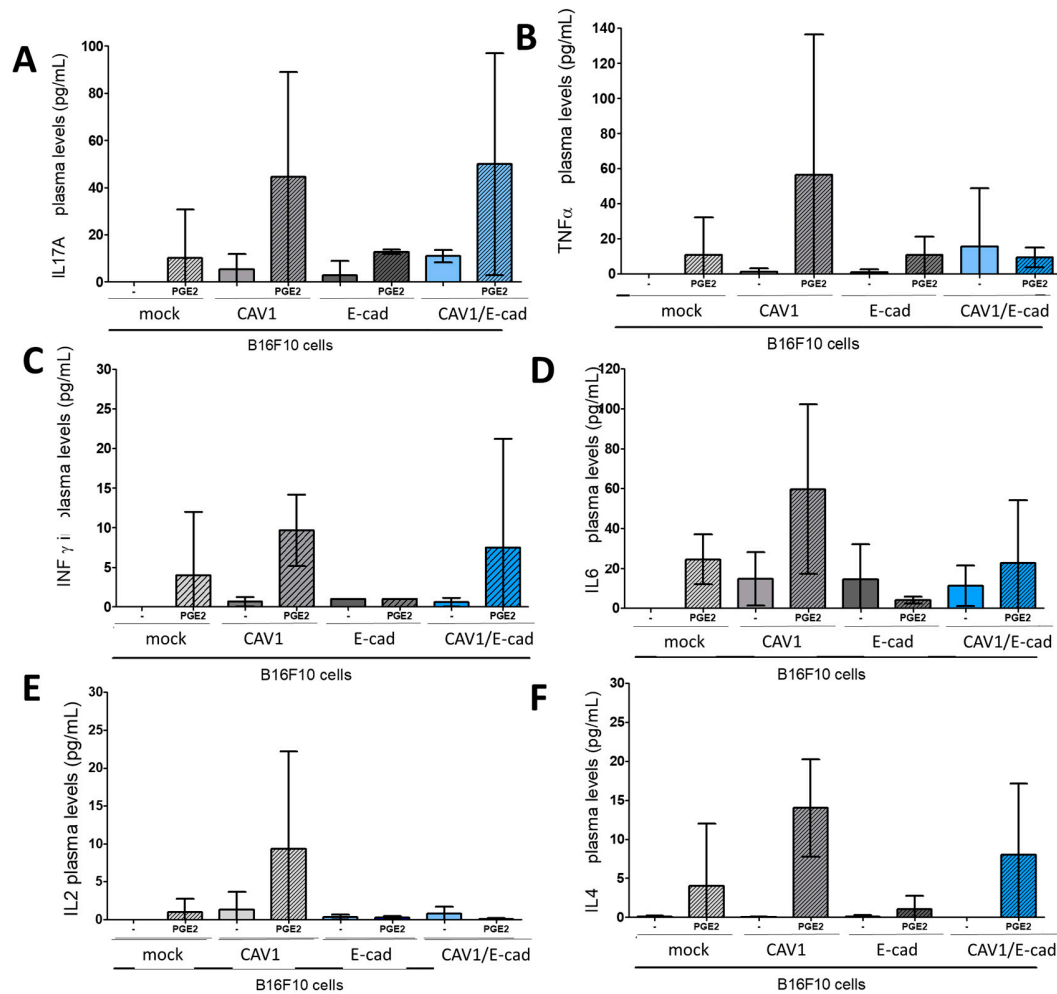 A
IL17A plasma levels (pg/mL)
100
80
60
40
20
0
- PGE2 - PGE2 - PGE2 - PGE2
mock CAV1 E-cad CAV1/E-cad
B16F10 cells
B
TNFα plasma levels (pg/mL)
140
120
100
80
60
40
20
0
- PGE2 - PGE2 - PGE2 - PGE2
mock CAV1 E-cad CAV1/E-cad
B16F10 cells
C
INF γ i plasma levels (pg/mL)
30
25
20
15
10
5
0
- PGE2 - PGE2 - PGE2 - PGE2
mock CAV1 E-cad CAV1/E-cad
B16F10 cells
D
IL6 plasma levels (pg/mL)
120
100
80
60
40
20
0
- PGE2 - PGE2 - PGE2 - PGE2
mock CAV1 E-cad CAV1/E-cad
B16F10 cells
E
IL2 plasma levels (pg/mL)
30
25
20
15
10
5
0
- PGE2 - PGE2 - PGE2 - PGE2
mock CAV1 E-cad CAV1/E-cad
B16F10 cells
F
IL4 plasma levels (pg/mL)
30
25
20
15
10
5
0
- PGE2 - PGE2 - PGE2 - PGE2
mock CAV1 E-cad CAV1/E-cad
B16F10 cells